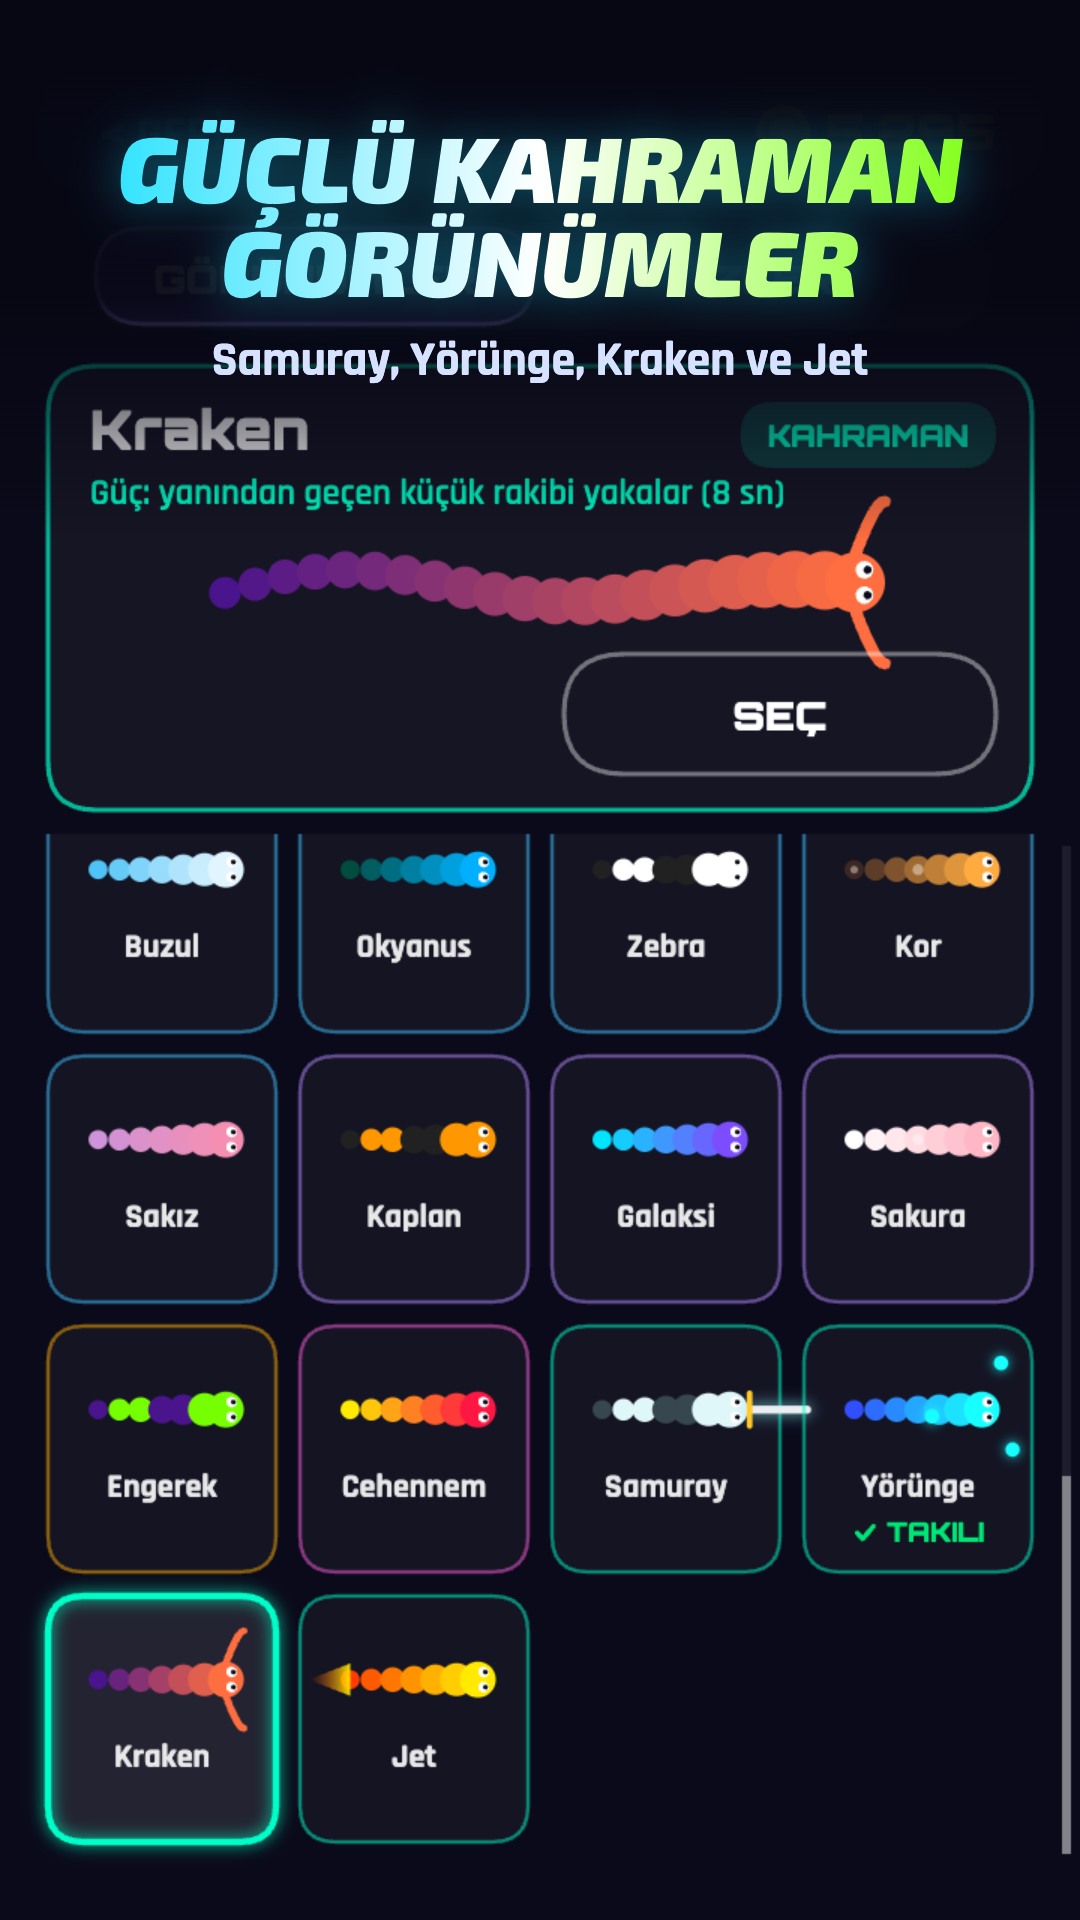 GÜÇLÜ KAHRAMAN
GÖRÜNÜMLER
Samuray, Yörünge, Kraken ve Jet
Kraken
KAHRAMAN
Güç: yanından geçen küçük rakibi yakalar (8 sn)
SEÇ
Buzul
Okyanus
Zebra
Kor
Sakız
Kaplan
Galaksi
Sakura
Engerek
Cehennem
Samuray
Yörünge
✓ TAKILI
Kraken
Jet